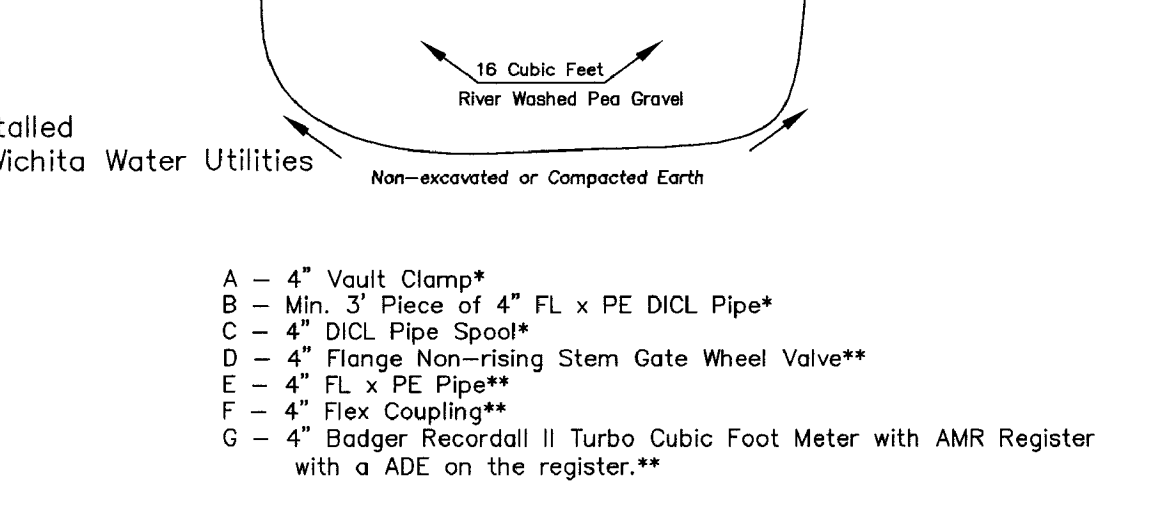 16 Cubic Feet
River Washed Pea Gravel
Water Utilities
Non-excavated or Compacted Earth
A - 4" Vault Clamp*
B - Min. 3' Piece of 4" FL x PE DICL Pipe*
C - 4" DICL Pipe Spool*
D - 4" Flange Non-rising Stem Gate Wheel Valve**
E - 4" FL x PE Pipe**
F - 4" Flex Coupling**
G - 4" Badger Recordall II Turbo Cubic Foot Meter with AMR Register
with a ADE on the register.**